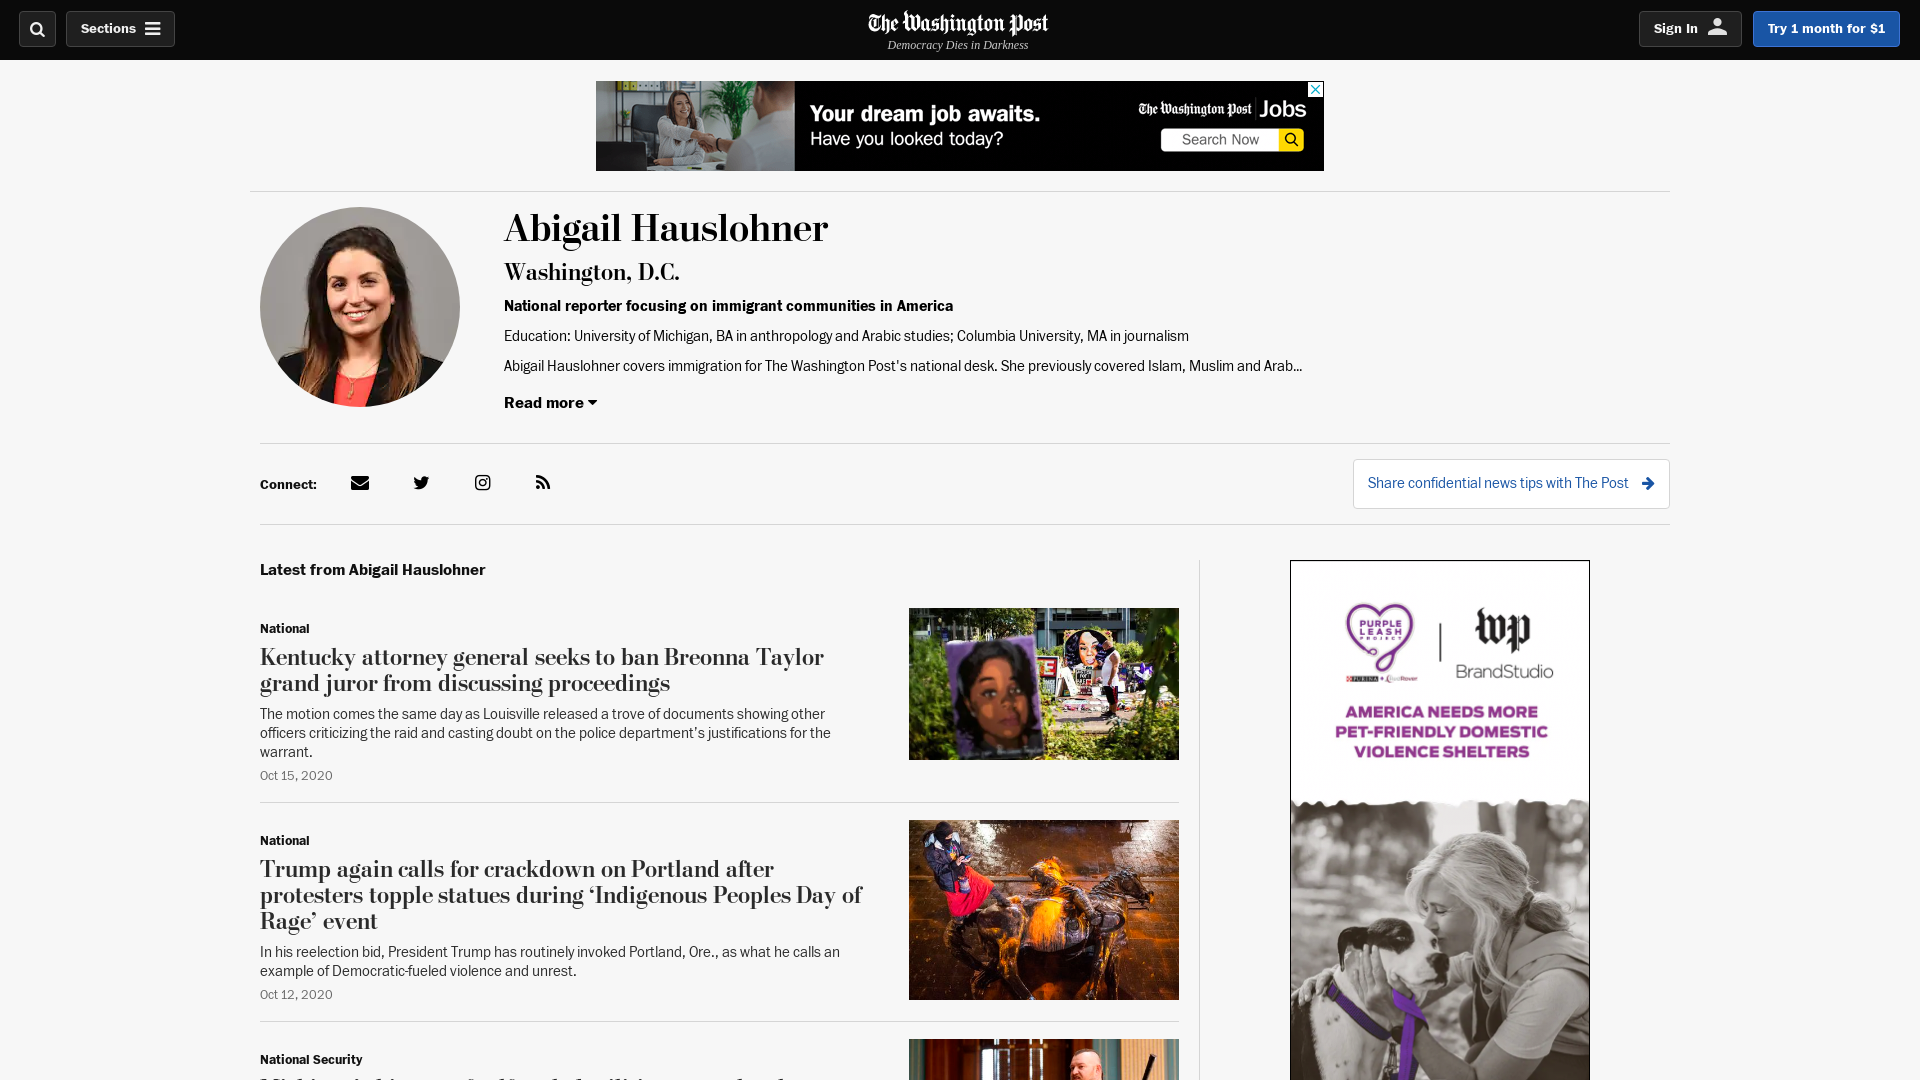 Sections
The Washington Post
Democracy Dies in Darkness
Sign In
Try 1 month for $1
Your dream job awaits.
Have you looked today?
The Washington Post Jobs
Search Now
Abigail Hauslohner
Washington, D.C.
National reporter focusing on immigrant communities in America
Education: University of Michigan, BA in anthropology and Arabic studies; Columbia University, MA in journalism
Abigail Hauslohner covers immigration for The Washington Post's national desk. She previously covered Islam, Muslim and Arab...
Read more
Connect:
Share confidential news tips with The Post
Latest from Abigail Hauslohner
National
Kentucky attorney general seeks to ban Breonna Taylor
grand juror from discussing proceedings
The motion comes the same day as Louisville released a trove of documents showing other
officers criticizing the raid and casting doubt on the police department's justifications for the
warrant.
Oct 15, 2020
National
Trump again calls for crackdown on Portland after
protesters topple statues during ‘Indigenous Peoples Day of
Rage’ event
In his reelection bid, President Trump has routinely invoked Portland, Ore., as what he calls an
example of Democratic-fueled violence and unrest.
Oct 12, 2020
National Security
PURPLE
LEASH
PROJECT
PURINA
wp
BrandStudio
AMERICA NEEDS MORE
PET-FRIENDLY DOMESTIC
VIOLENCE SHELTERS